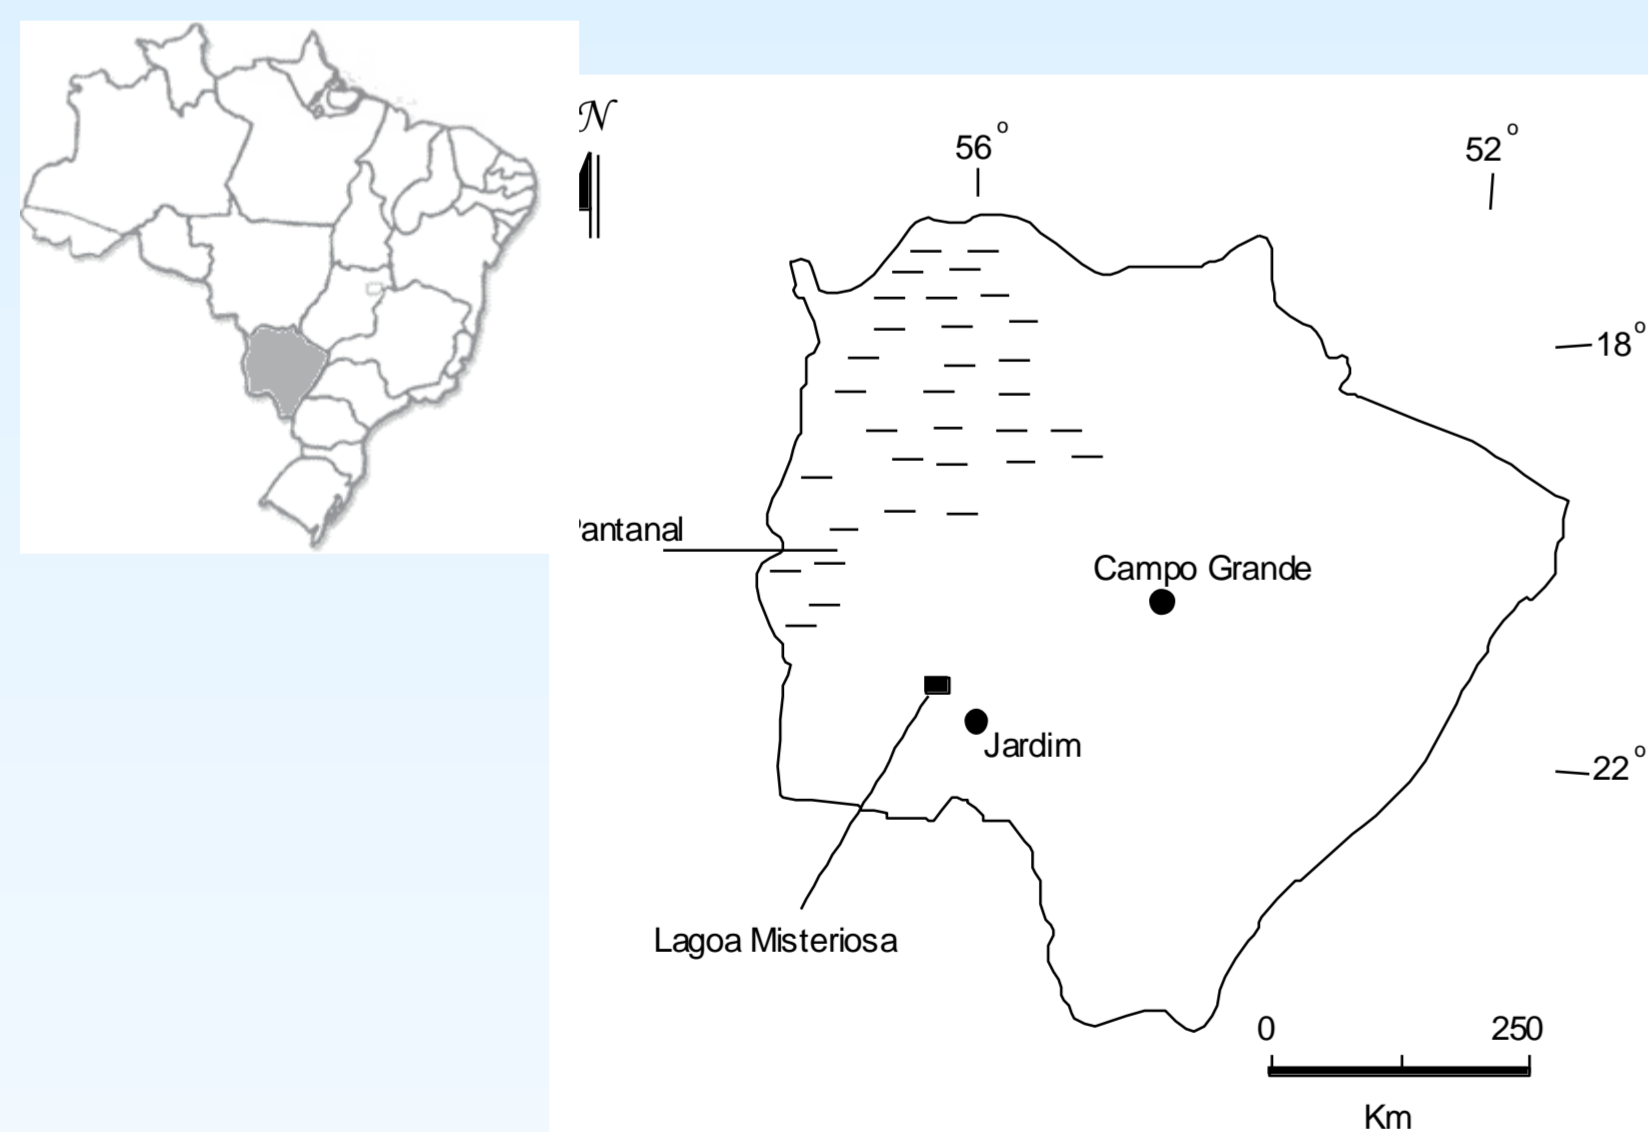 N
56°
52°
18°
antanal
Campo Grande
Jardim
22°
Lagoa Misteriosa
0 250
Km